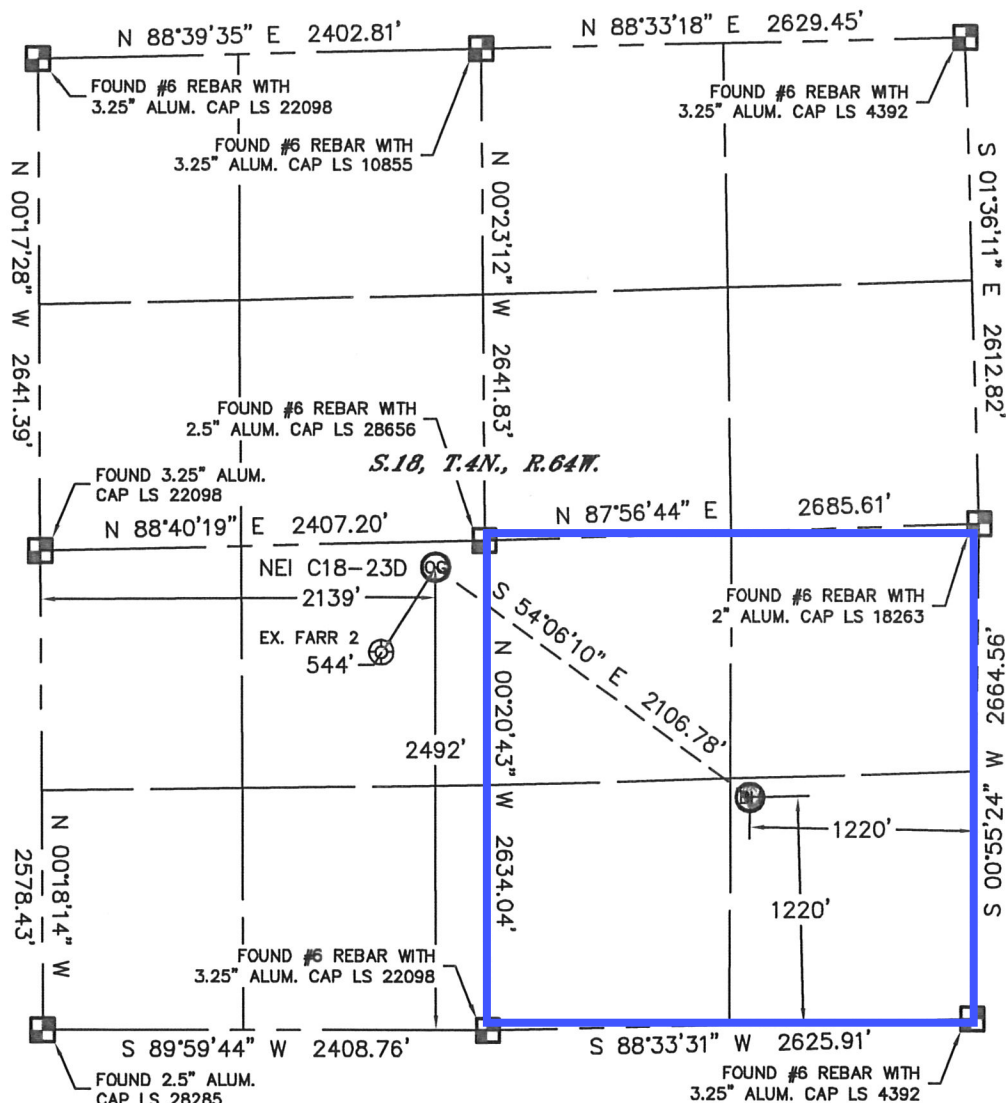 N 88°39'35" E 2402.81'
N 88°33'18" E 2629.45'
FOUND #6 REBAR WITH
3.25" ALUM. CAP LS 22098
FOUND #6 REBAR WITH
3.25" ALUM. CAP LS 4392
FOUND #6 REBAR WITH
3.25" ALUM. CAP LS 10855
N 00°17'28" W 2641.39'
N 00°23'12" W 2641.83'
S 01°36'11" E 2612.82'
FOUND #6 REBAR WITH
2.5" ALUM. CAP LS 28656
S.18, T.4N., R.64W.
FOUND 3.25" ALUM.
CAP LS 22098
N 88°40'19" E 2407.20'
N 87°56'44" E 2685.61'
NEI C18-23D
OG
2139'
FOUND #6 REBAR WITH
2" ALUM. CAP LS 18263
EX. FARR 2
544'
S 54°06'10" E 2106.78'
N 00°20'43" W 2634.04'
S 00°55'24" W 2664.56'
2492'
1220'
1220'
N 00°18'14" W
2578.43'
FOUND #6 REBAR WITH
3.25" ALUM. CAP LS 22098
S 89°59'44" W 2408.76'
S 88°33'31" W 2625.91'
FOUND 2.5" ALUM.
CAP LS 28285
FOUND #6 REBAR WITH
3.25" ALUM. CAP LS 4392